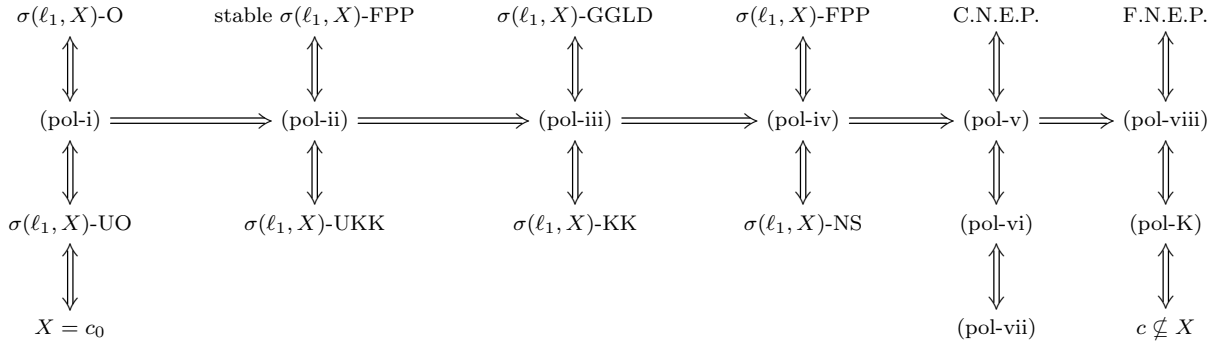 σ(ℓ₁, X)-O stable σ(ℓ₁, X)-FPP σ(ℓ₁, X)-GGLD σ(ℓ₁, X)-FPP C.N.E.P. F.N.E.P.
(pol-i) (pol-ii) (pol-iii) (pol-iv) (pol-v) (pol-viii)
σ(ℓ₁, X)-UO σ(ℓ₁, X)-UKK σ(ℓ₁, X)-KK σ(ℓ₁, X)-NS (pol-vi) (pol-K)
X = c₀ (pol-vii) c ⊈ X